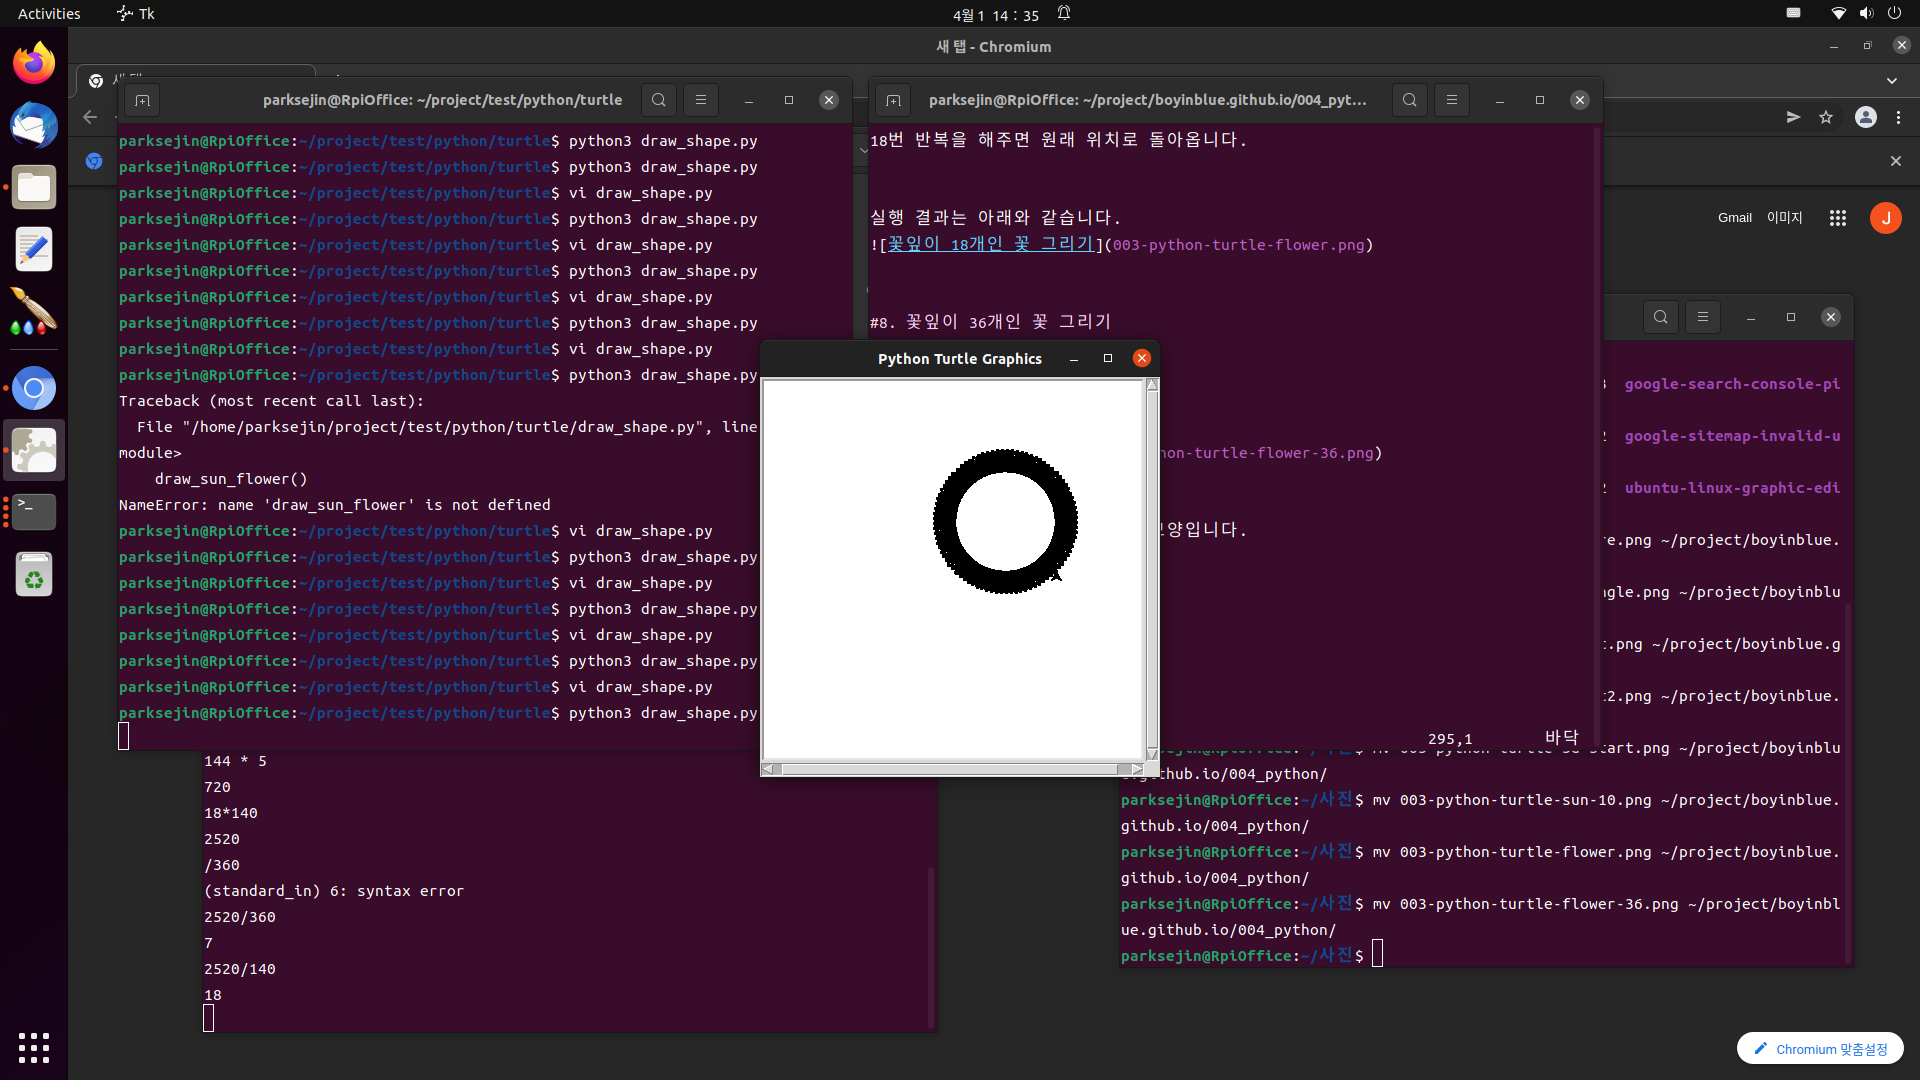 Activities
Tk
4월 1 14 : 35
새 탭 - Chromium
parksejin@RpiOffice: ~/project/test/python/turtle
parksejin@RpiOffice:~/project/test/python/turtle$ python3 draw_shape.py
parksejin@RpiOffice:~/project/test/python/turtle$ python3 draw_shape.py
parksejin@RpiOffice:~/project/test/python/turtle$ vi draw_shape.py
parksejin@RpiOffice:~/project/test/python/turtle$ python3 draw_shape.py
parksejin@RpiOffice:~/project/test/python/turtle$ vi draw_shape.py
parksejin@RpiOffice:~/project/test/python/turtle$ python3 draw_shape.py
parksejin@RpiOffice:~/project/test/python/turtle$ vi draw_shape.py
parksejin@RpiOffice:~/project/test/python/turtle$ python3 draw_shape.py
parksejin@RpiOffice:~/project/test/python/turtle$ vi draw_shape.py
parksejin@RpiOffice:~/project/test/python/turtle$ python3 draw_shape.py
Traceback (most recent call last):
File "/home/parksejin/project/test/python/turtle/draw_shape.py", line
module>
draw_sun_flower()
NameError: name 'draw_sun_flower' is not defined
parksejin@RpiOffice:~/project/test/python/turtle$ vi draw_shape.py
parksejin@RpiOffice:~/project/test/python/turtle$ python3 draw_shape.py
parksejin@RpiOffice:~/project/test/python/turtle$ vi draw_shape.py
parksejin@RpiOffice:~/project/test/python/turtle$ python3 draw_shape.py
parksejin@RpiOffice:~/project/test/python/turtle$ vi draw_shape.py
parksejin@RpiOffice:~/project/test/python/turtle$ python3 draw_shape.py
parksejin@RpiOffice:~/project/test/python/turtle$ vi draw_shape.py
parksejin@RpiOffice:~/project/test/python/turtle$ python3 draw_shape.py
parksejin@RpiOffice: ~/project/boyinblue.github.io/004_pyt...
18번 반복을 해주면 원래 위치로 돌아옵니다.
실행 결과는 아래와 같습니다.
![꽃잎이 18개인 꽃 그리기](003-python-turtle-flower.png)
#8. 꽃잎이 36개인 꽃 그리기
hon-turtle-flower-36.png)
모양입니다.
295,1 바닥
Python Turtle Graphics
Gmail
이미지
J
google-search-console-pi
google-sitemap-invalid-u
ubuntu-linux-graphic-edi
re.png ~/project/boyinblue.
ngle.png ~/project/boyinblu
t.png ~/project/boyinblue.g
t2.png ~/project/boyinblue.
github.io/004_python/
parksejin@RpiOffice:~/사진$ mv 003-python-turtle-sun-10.png ~/project/boyinblue.
github.io/004_python/
parksejin@RpiOffice:~/사진$ mv 003-python-turtle-flower.png ~/project/boyinblue.
github.io/004_python/
parksejin@RpiOffice:~/사진$ mv 003-python-turtle-flower-36.png ~/project/boyinbl
ue.github.io/004_python/
parksejin@RpiOffice:~/사진$
144 * 5
720
18*140
2520
/360
(standard_in) 6: syntax error
2520/360
7
2520/140
18
Chromium 맞춤설정